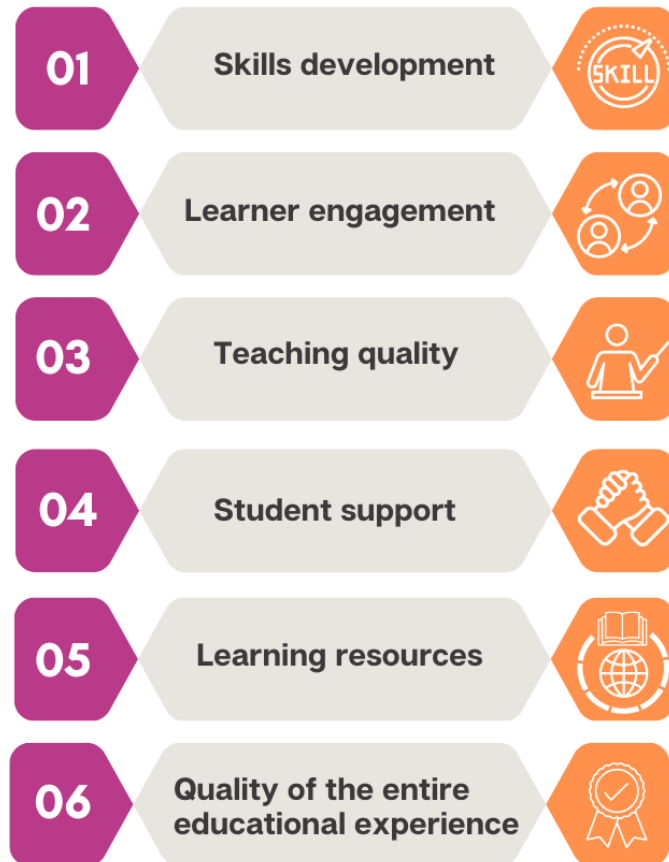 01
Skills development
SKILL
02
Learner engagement
03
Teaching quality
04
Student support
05
Learning resources
06
Quality of the entire
educational experience